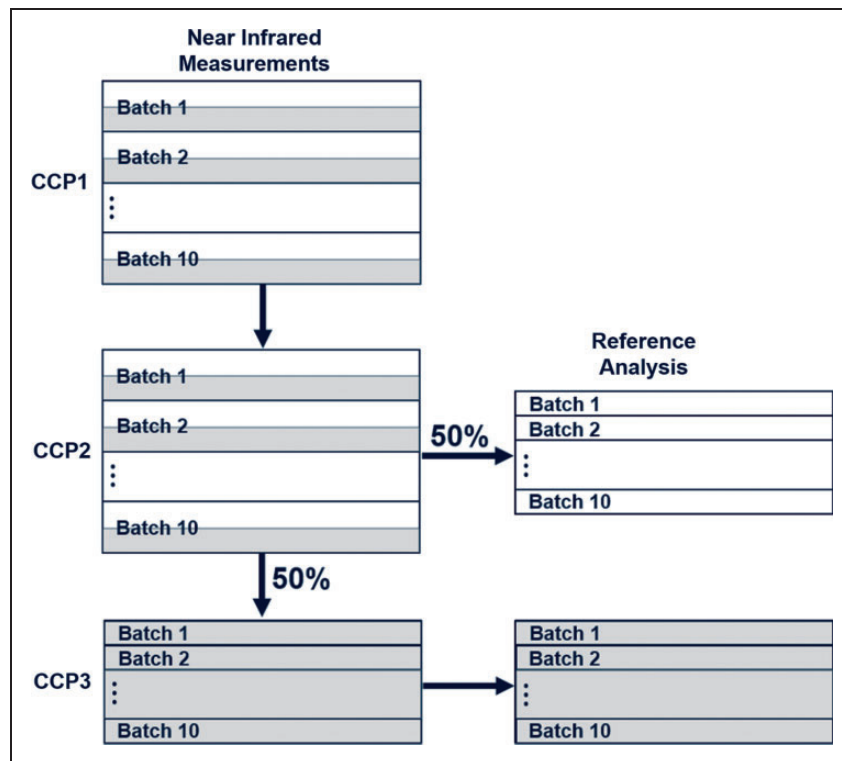 Near Infrared
Measurements
Batch 1
Batch 2
CCP1
⋮
Batch 10
Reference
Analysis
Batch 1
Batch 2
CCP2
⋮
Batch 10
50%
Batch 1
Batch 2
⋮
Batch 10
50%
Batch 1
Batch 2
CCP3
⋮
Batch 10
Batch 1
Batch 2
⋮
Batch 10